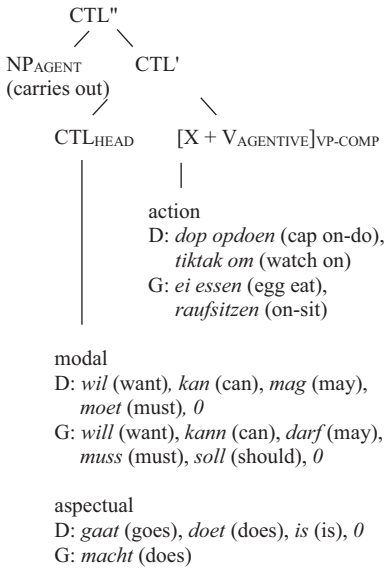 CTL"
NPAGENT CTL'
(carries out)
CTLHEAD [X + VAGENTIVE]VP-COMP
action
D: dop opdoen (cap on-do),
tiktak om (watch on)
G: ei essen (egg eat),
raufsitzen (on-sit)
modal
D: wil (want), kan (can), mag (may),
moet (must), 0
G: will (want), kann (can), darf (may),
muss (must), soll (should), 0
aspectual
D: gaat (goes), doet (does), is (is), 0
G: macht (does)